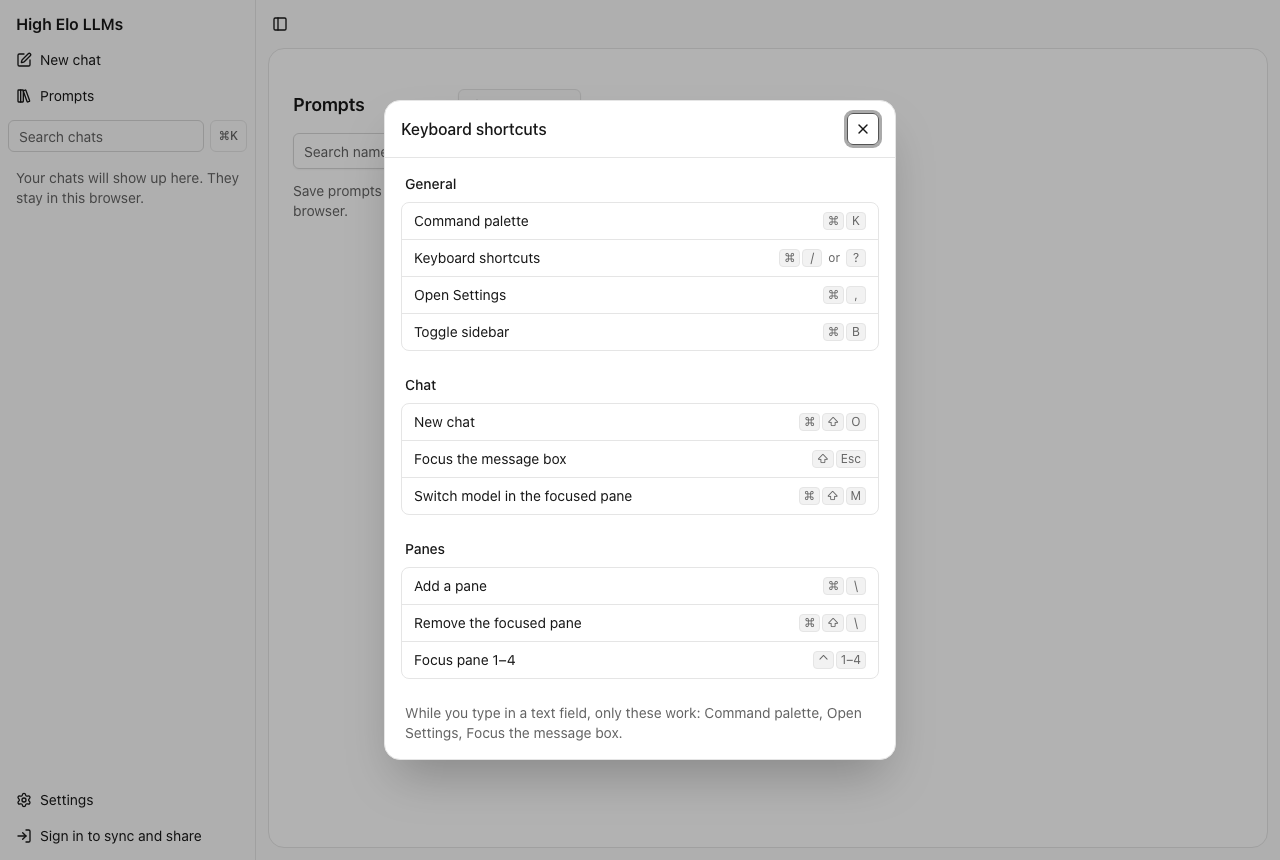 High Elo LLMs
New chat
Prompts
Search chats
⌘K
Your chats will show up here. They
stay in this browser.
Settings
Sign in to sync and share
Prompts
Search name
Save prompts
browser.
Keyboard shortcuts
General
Command palette ⌘ K
Keyboard shortcuts ⌘ / or ?
Open Settings ⌘ ,
Toggle sidebar ⌘ B
Chat
New chat ⌘ ⇧ O
Focus the message box ⇧ Esc
Switch model in the focused pane ⌘ ⇧ M
Panes
Add a pane ⌘ \
Remove the focused pane ⌘ ⇧ \
Focus pane 1–4 ^ 1–4
While you type in a text field, only these work: Command palette, Open
Settings, Focus the message box.